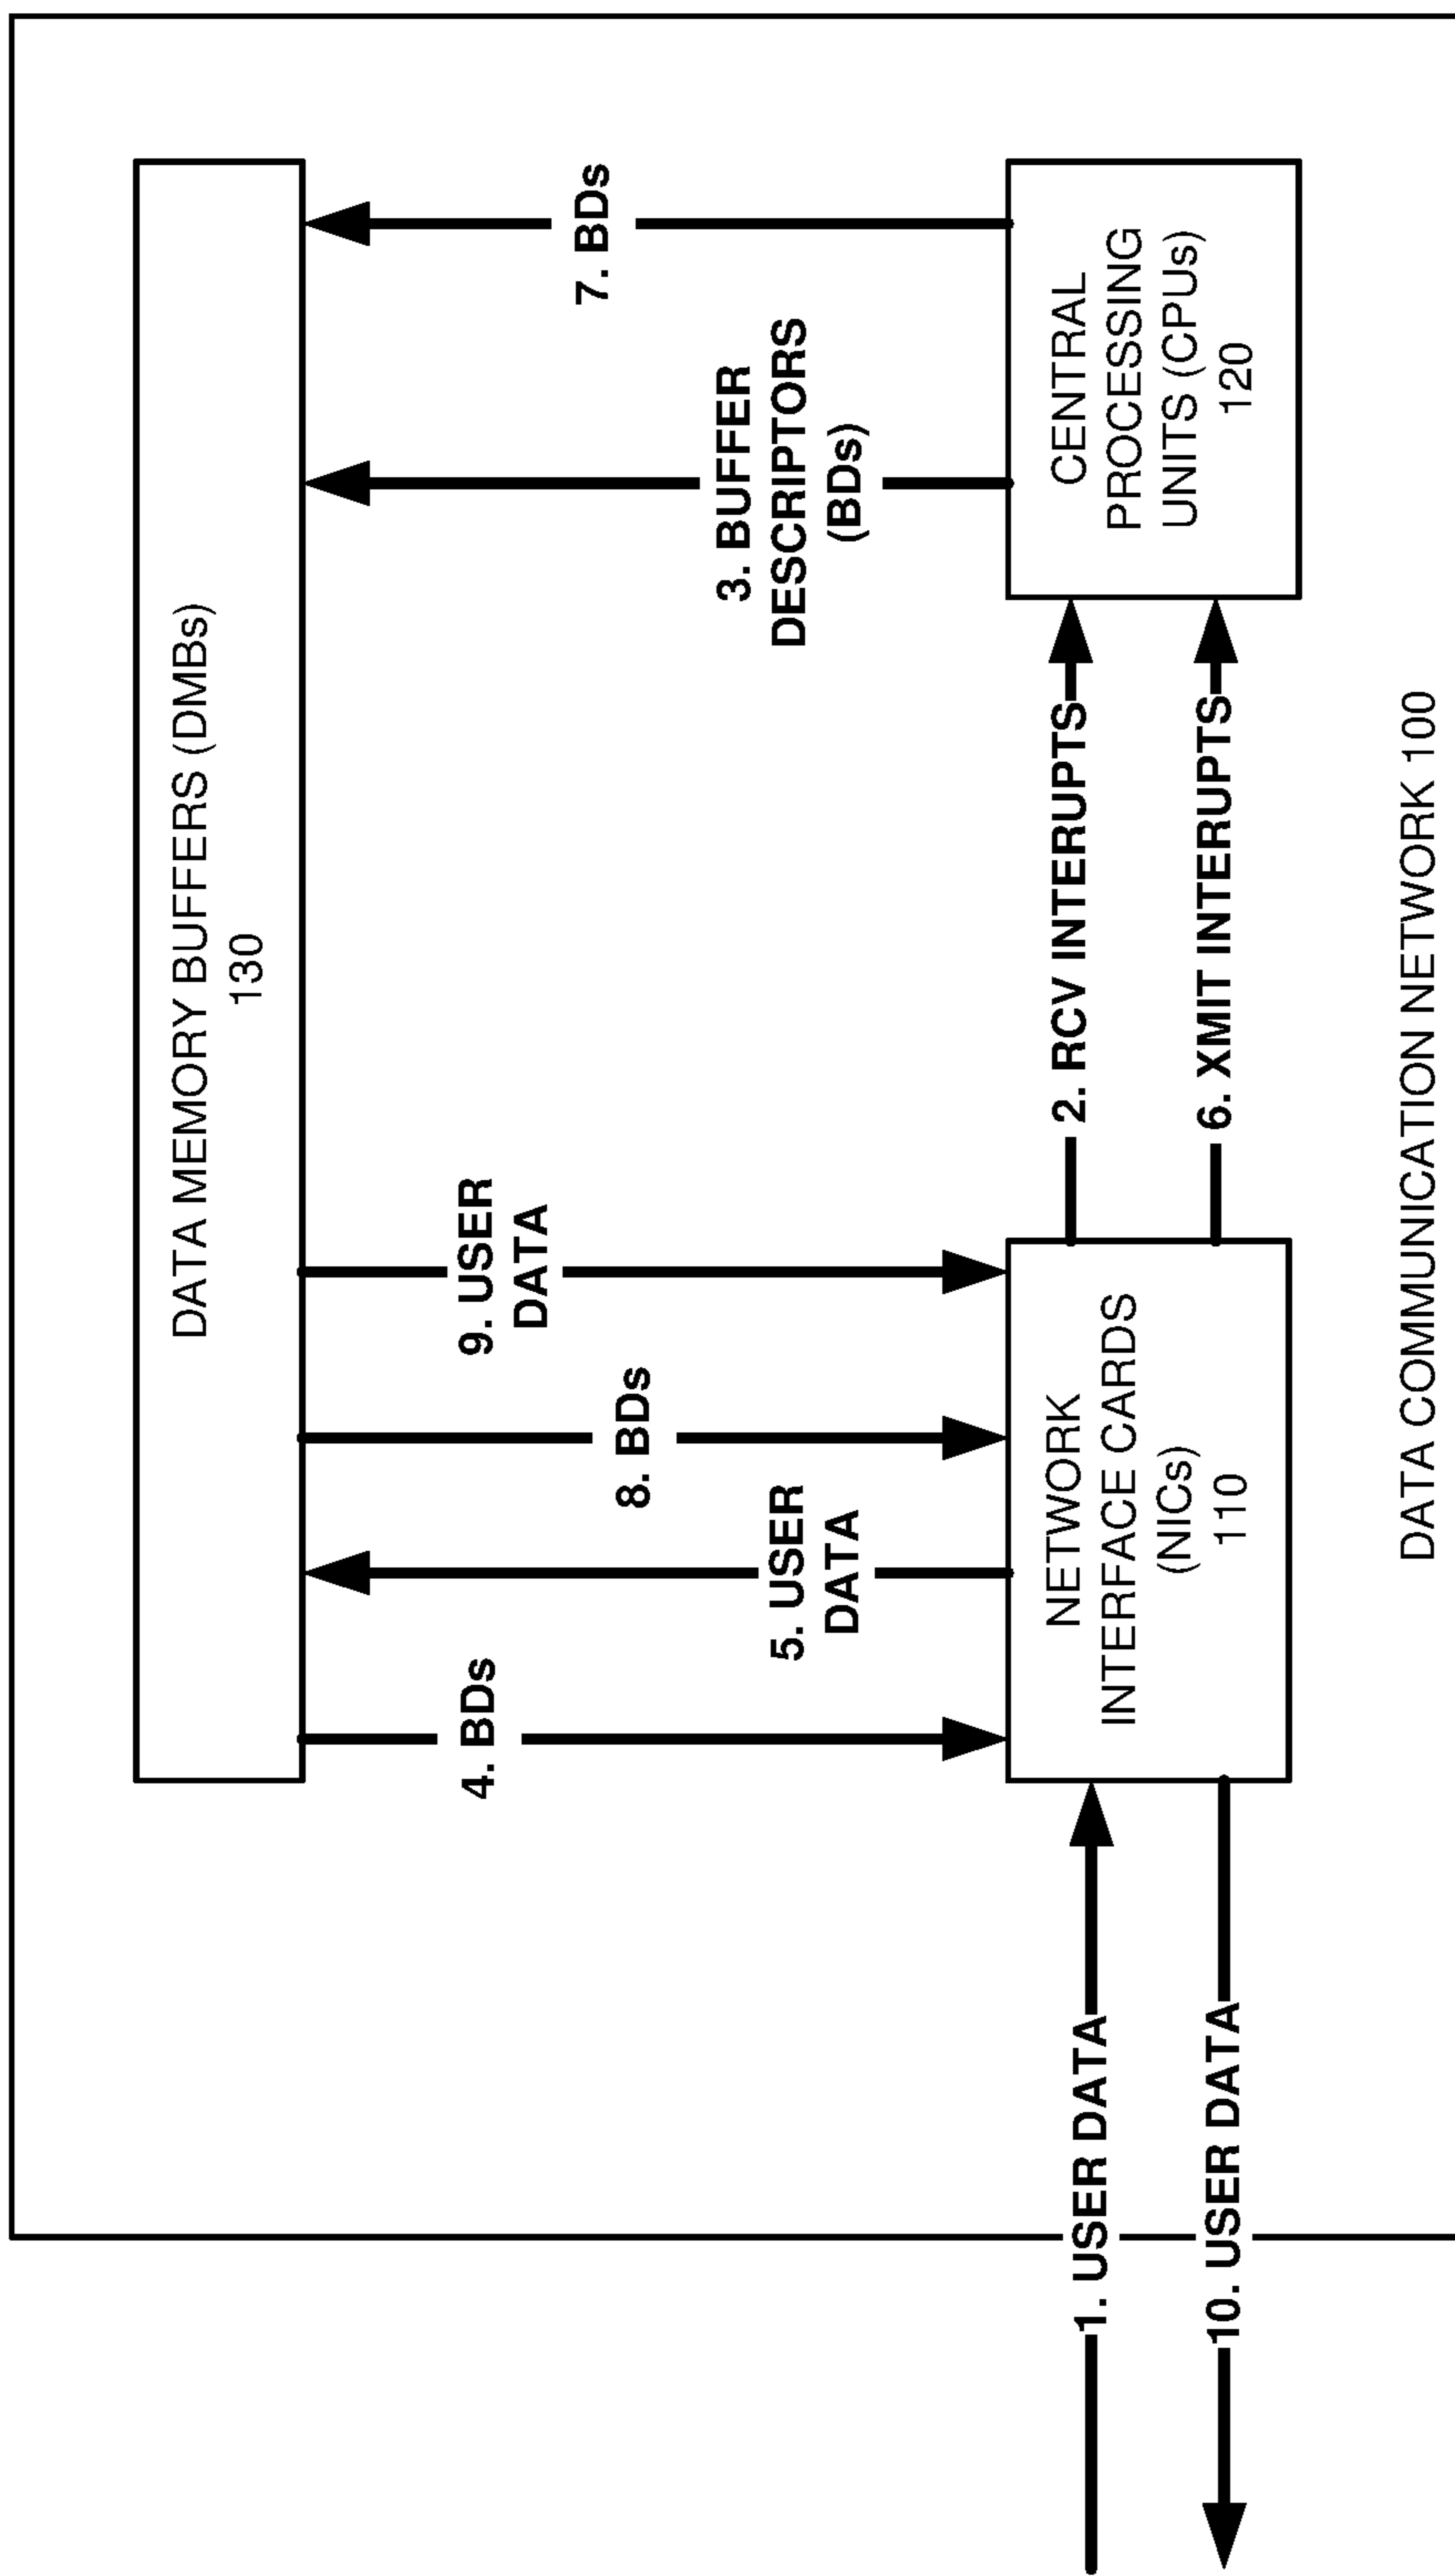 DATA MEMORY BUFFERS (DMBs)
130
4. BDs
5. USER
DATA
8. BDs
9. USER
DATA
3. BUFFER
DESCRIPTORS
(BDs)
7. BDs
1. USER DATA
10. USER DATA
NETWORK
INTERFACE CARDS
(NICs)
110
2. RCV INTERUPTS
6. XMIT INTERUPTS
CENTRAL
PROCESSING
UNITS (CPUs)
120
DATA COMMUNICATION NETWORK 100